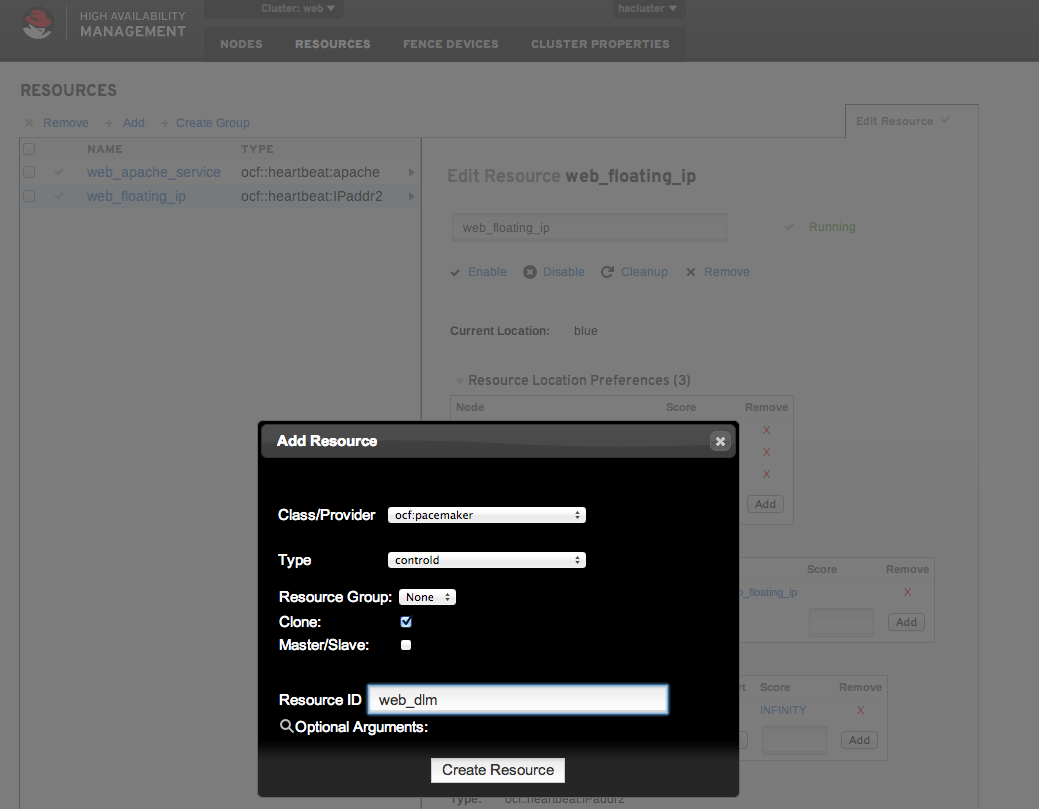 Cluster: web
hacluster
HIGH AVAILABILITY
MANAGEMENT
NODES RESOURCES FENCE DEVICES CLUSTER PROPERTIES
RESOURCES
Remove + Add + Create Group
Edit Resource
NAME TYPE
web_apache_service ocf::heartbeat:apache
web_floating_ip ocf::heartbeat:IPaddr2
Edit Resource web_floating_ip
web_floating_ip
Running
Enable Disable Cleanup Remove
Current Location: blue
Resource Location Preferences (3)
Node Score Remove
X
X
X
Add
Add Resource
Class/Provider ocf:pacemaker
Type controld
Resource Group: None
Clone:
Master/Slave:
Resource ID web_dlm
Optional Arguments:
Create Resource
Score Remove
b_floating_ip X
Add
rt Score Remove
INFINITY X
Add
Type: ocf::heartbeat:IPaddr2